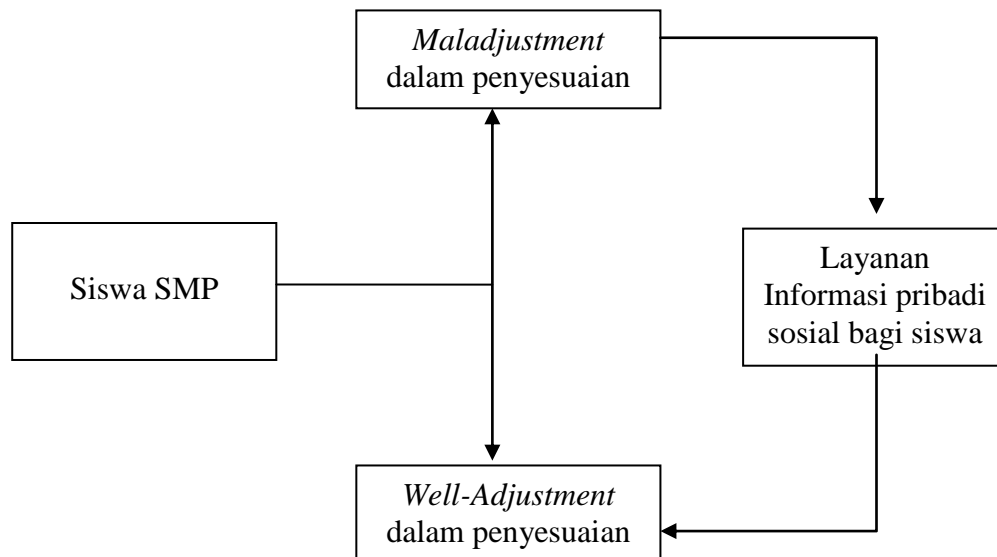 Maladjustment
dalam penyesuaian
Siswa SMP
Layanan
Informasi pribadi
sosial bagi siswa
Well-Adjustment
dalam penyesuaian